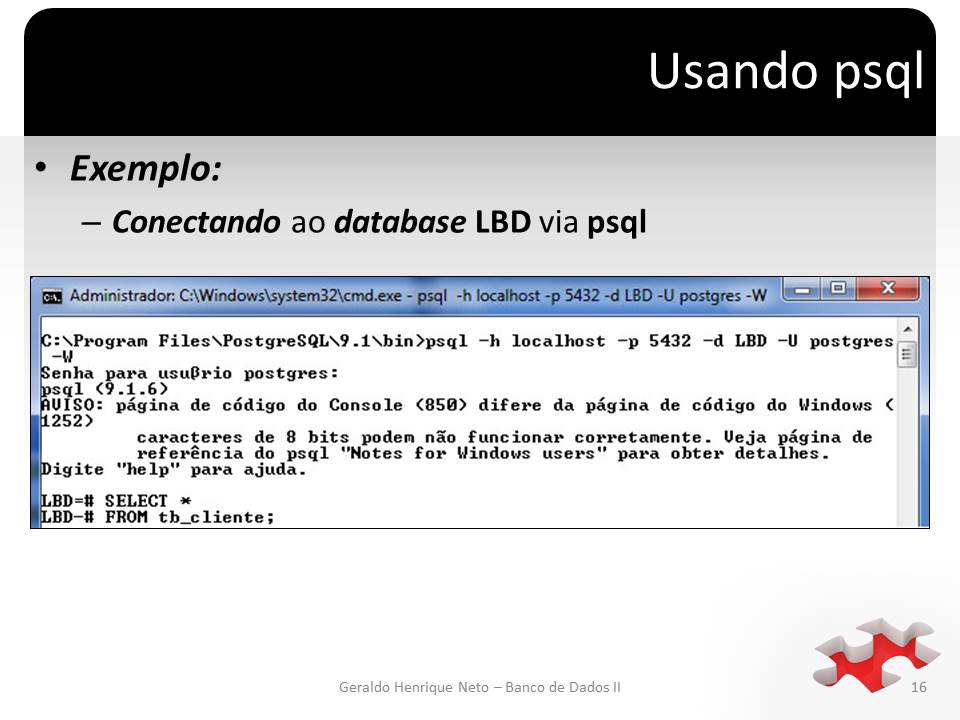 Usando psql
• Exemplo:
– Conectando ao database LBD via psql
Administrador: C:\Windows\system32\cmd.exe - psql -h localhost -p 5432 -d LBD -U postgres -W
C:\Program Files\PostgreSQL\9.1\bin>psql -h localhost -p 5432 -d LBD -U postgres
-W
Senha para usußrio postgres:
psql (9.1.6)
AVISO: página de código do Console (850) difere da página de código do Windows (
1252)
caracteres de 8 bits podem não funcionar corretamente. Veja página de
referência do psql "Notes for Windows users" para obter detalhes.
Digite "help" para ajuda.
LBD=# SELECT *
LBD-# FROM tb_cliente;
Geraldo Henrique Neto – Banco de Dados II
16